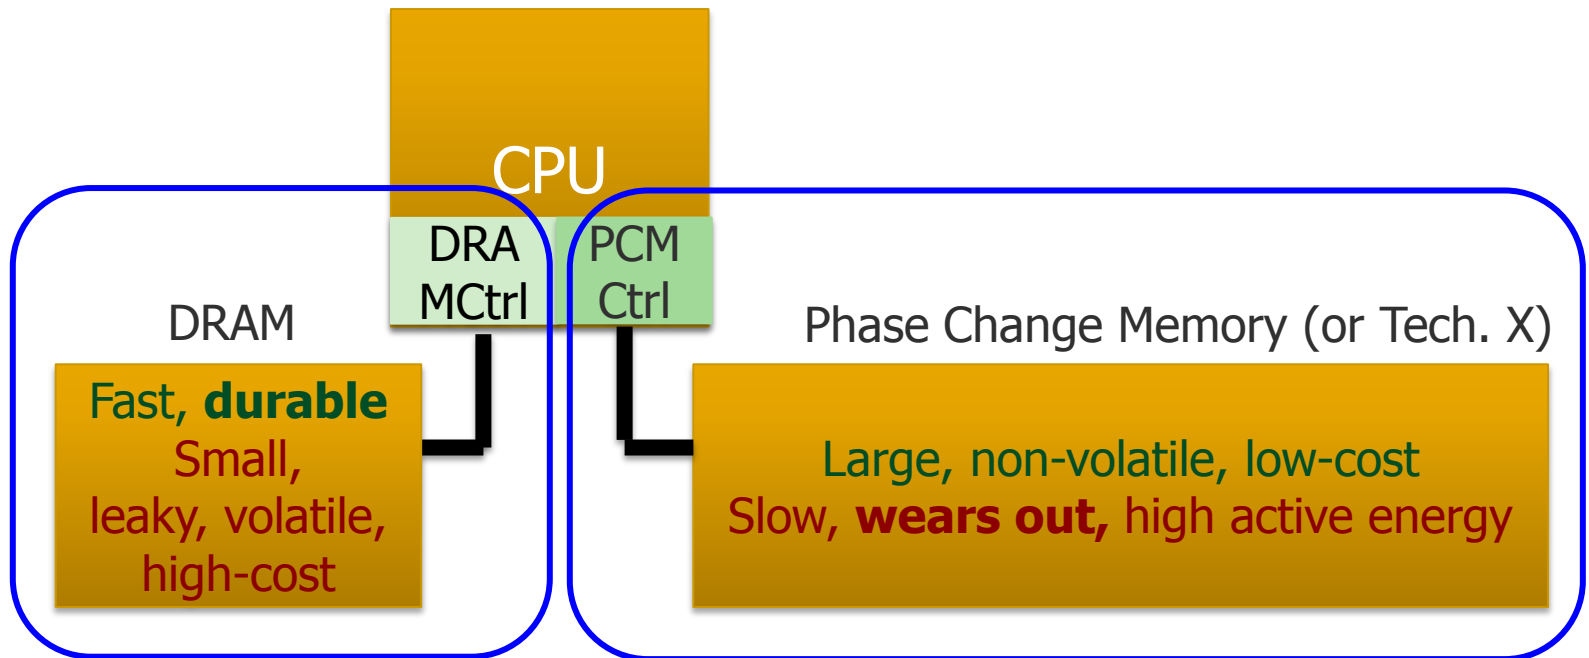 CPU
DRA
MCtrl
PCM
Ctrl
DRAM
Fast, durable
Small,
leaky, volatile,
high-cost
Phase Change Memory (or Tech. X)
Large, non-volatile, low-cost
Slow, wears out, high active energy